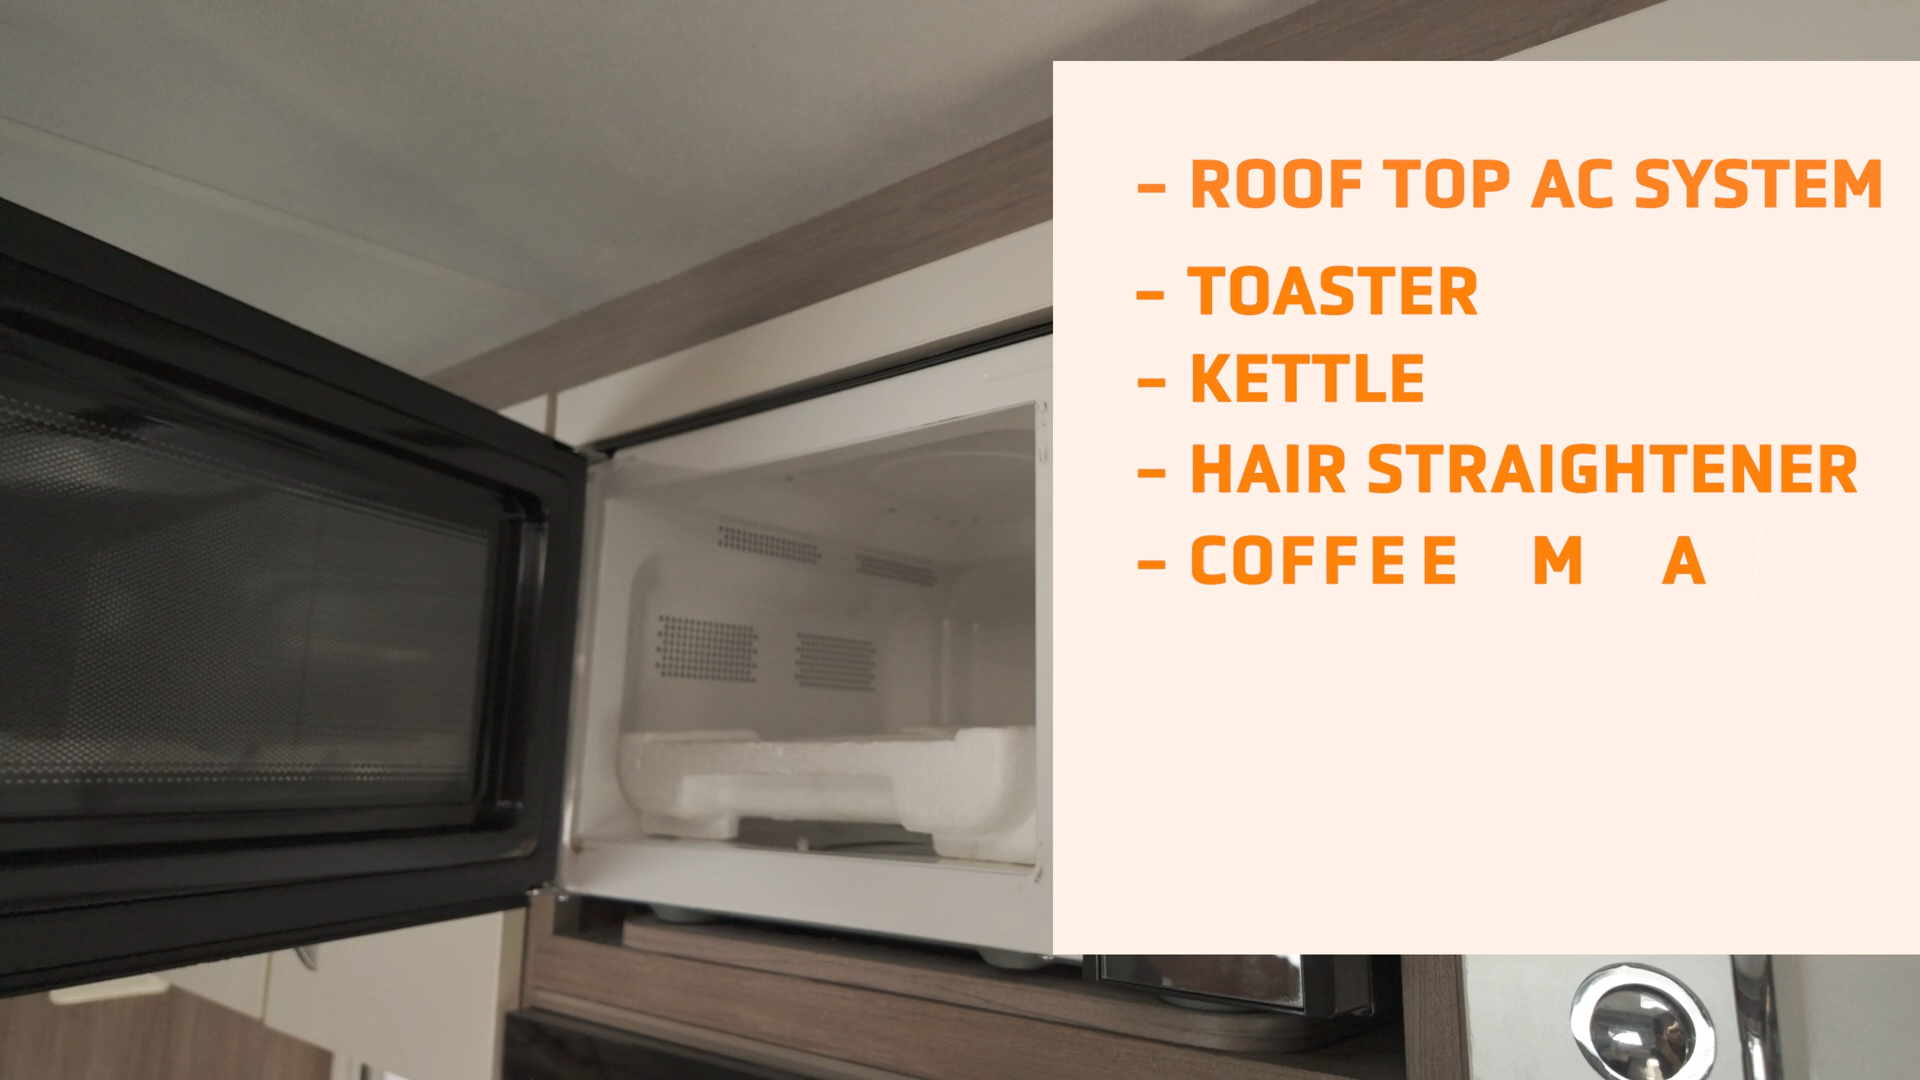 - ROOF TOP AC SYSTEM
- TOASTER
- KETTLE
- HAIR STRAIGHTENER
- COFFEE M A